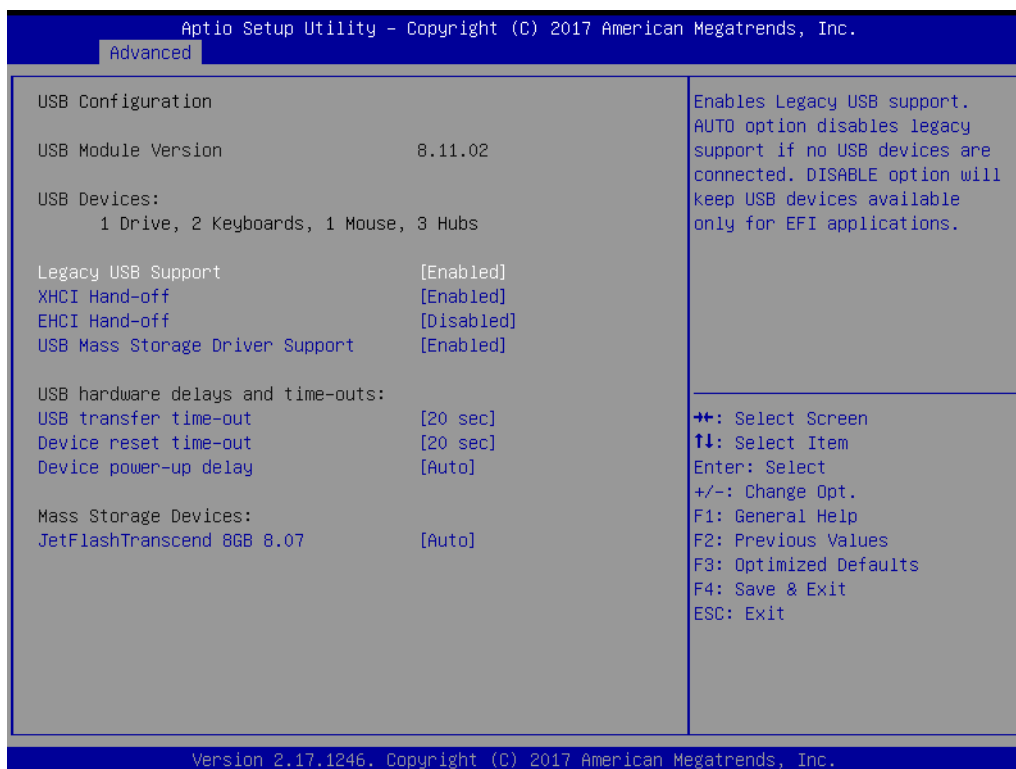 Aptio Setup Utility – Copyright (C) 2017 American Megatrends, Inc.
Advanced
USB Configuration
USB Module Version 8.11.02
USB Devices:
1 Drive, 2 Keyboards, 1 Mouse, 3 Hubs
Legacy USB Support [Enabled]
XHCI Hand-off [Enabled]
EHCI Hand-off [Disabled]
USB Mass Storage Driver Support [Enabled]
USB hardware delays and time-outs:
USB transfer time-out [20 sec]
Device reset time-out [20 sec]
Device power-up delay [Auto]
Mass Storage Devices:
JetFlashTranscend 8GB 8.07 [Auto]
Enables Legacy USB support.
AUTO option disables legacy
support if no USB devices are
connected. DISABLE option will
keep USB devices available
only for EFI applications.
→←: Select Screen
↑↓: Select Item
Enter: Select
+/-: Change Opt.
F1: General Help
F2: Previous Values
F3: Optimized Defaults
F4: Save & Exit
ESC: Exit
Version 2.17.1246. Copyright (C) 2017 American Megatrends, Inc.